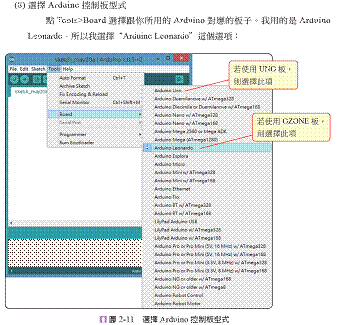 (3) 選擇 Arduino 控制板型式
點 Tools>Board 選擇跟你所用的 Arduino 對應的板子。我用的是 Arduino
Leonardo，所以我選擇“Arduino Leonardo”這個選項：
File Edit Sketch Tools Help
Auto Format Ctrl+T
Archive Sketch
Fix Encoding & Reload
Serial Monitor Ctrl+Shift+M
Board
Serial Port
Programmer
Burn Bootloader
Arduino Uno
Arduino Duemilanove w/ ATmega328
Arduino Diecimila or Duemilanove w/ ATmega168
Arduino Nano w/ ATmega328
Arduino Nano w/ ATmega168
Arduino Mega 2560 or Mega ADK
Arduino Mega (ATmega1280)
Arduino Leonardo
Arduino Esplora
Arduino Micro
Arduino Mini w/ ATmega328
Arduino Mini w/ ATmega168
Arduino Ethernet
Arduino Fio
Arduino BT w/ ATmega328
Arduino BT w/ ATmega168
LilyPad Arduino USB
LilyPad Arduino w/ ATmega328
LilyPad Arduino w/ ATmega168
Arduino Pro or Pro Mini (5V, 16 MHz) w/ ATmega328
Arduino Pro or Pro Mini (5V, 16 MHz) w/ ATmega168
Arduino Pro or Pro Mini (3.3V, 8 MHz) w/ ATmega328
Arduino Pro or Pro Mini (3.3V, 8 MHz) w/ ATmega168
Arduino NG or older w/ ATmega168
Arduino NG or older w/ ATmega8
Arduino Robot Control
Arduino Robot Motor
若使用 UNG 板，
則選擇此項
若使用 GZONE 板，
則選擇此項
圖 2-11 選擇 Arduino 控制板型式